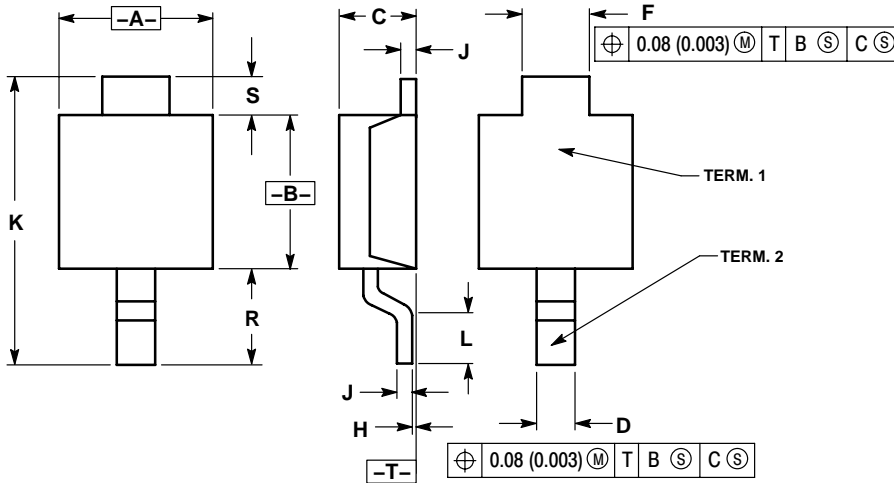 –A–
C
F
J
⌖ 0.08 (0.003) Ⓜ T B Ⓢ C Ⓢ
S
–B–
TERM. 1
K
TERM. 2
R
L
J
D
H
⌖ 0.08 (0.003) Ⓜ T B Ⓢ C Ⓢ
–T–